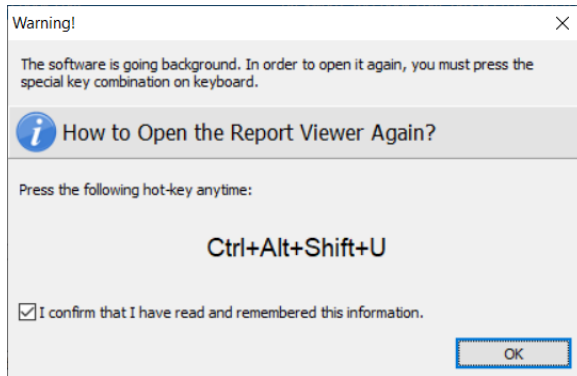 Warning!
The software is going background. In order to open it again, you must press the
special key combination on keyboard.
How to Open the Report Viewer Again?
Press the following hot-key anytime:
Ctrl+Alt+Shift+U
I confirm that I have read and remembered this information.
OK